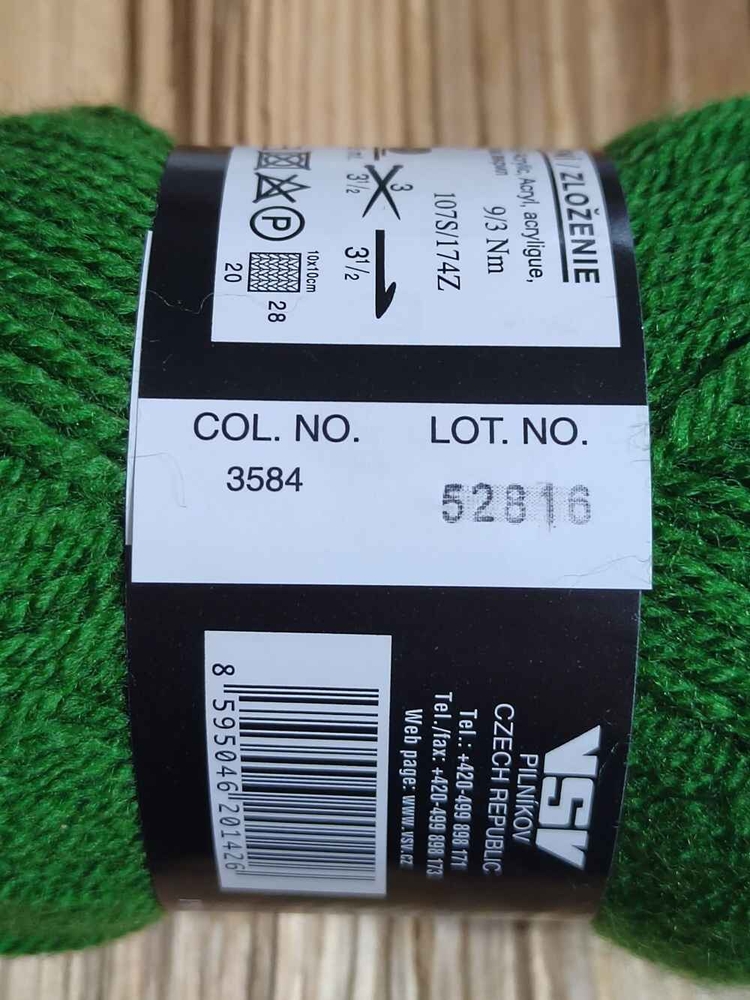 NÍ / ZLOŽENIE
Acryl, acrylique,
9/3 Nm
107S/174Z
3
3½
3½
P
10x10cm
28
20
COL. NO.
LOT. NO.
3584
52816
VSV
PILNÍKOV
CZECH REPUBLIC
Tel.: +420-499 898 171
Tel./fax: +420-499 898 173
Web page: www.vsv.cz
8 595046 201426